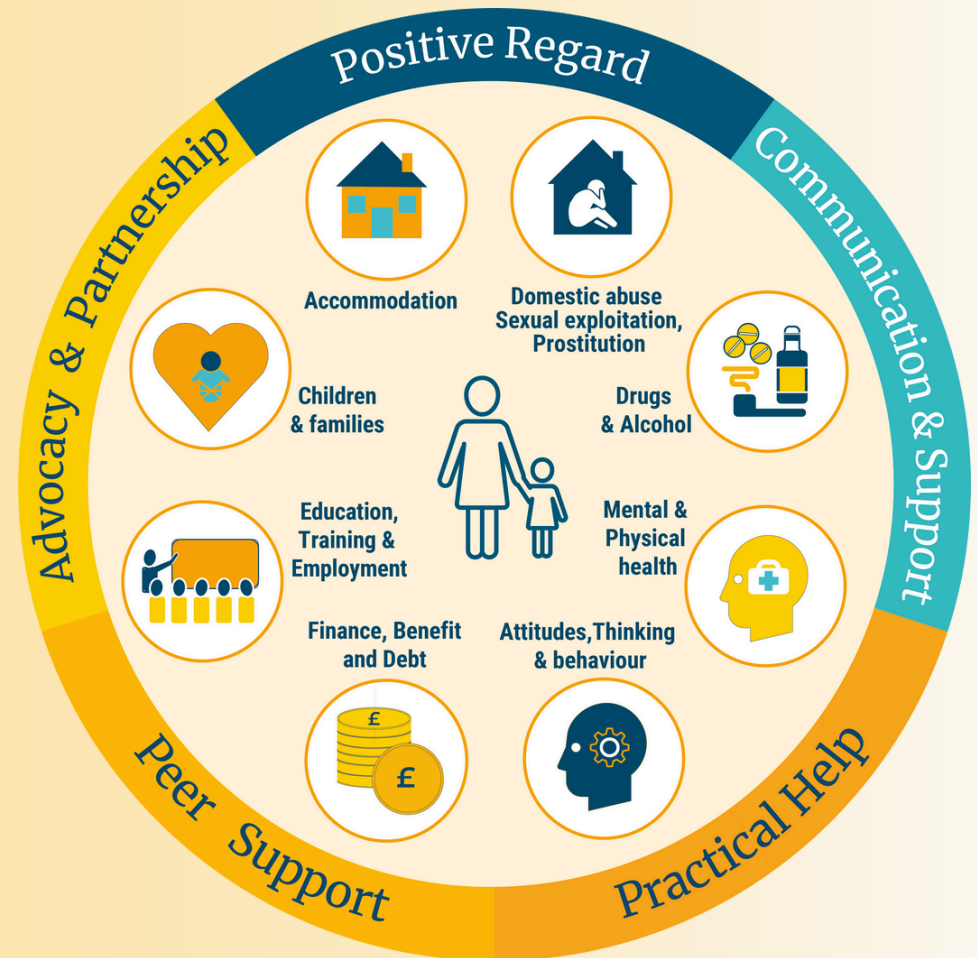 Positive Regard
Communication & Support
Practical Help
Peer Support
Advocacy & Partnership
Accommodation
Domestic abuse
Sexual exploitation,
Prostitution
Drugs
& Alcohol
Mental &
Physical
health
Attitudes,Thinking
& behaviour
Finance, Benefit
and Debt
£
£
Education,
Training &
Employment
Children
& families